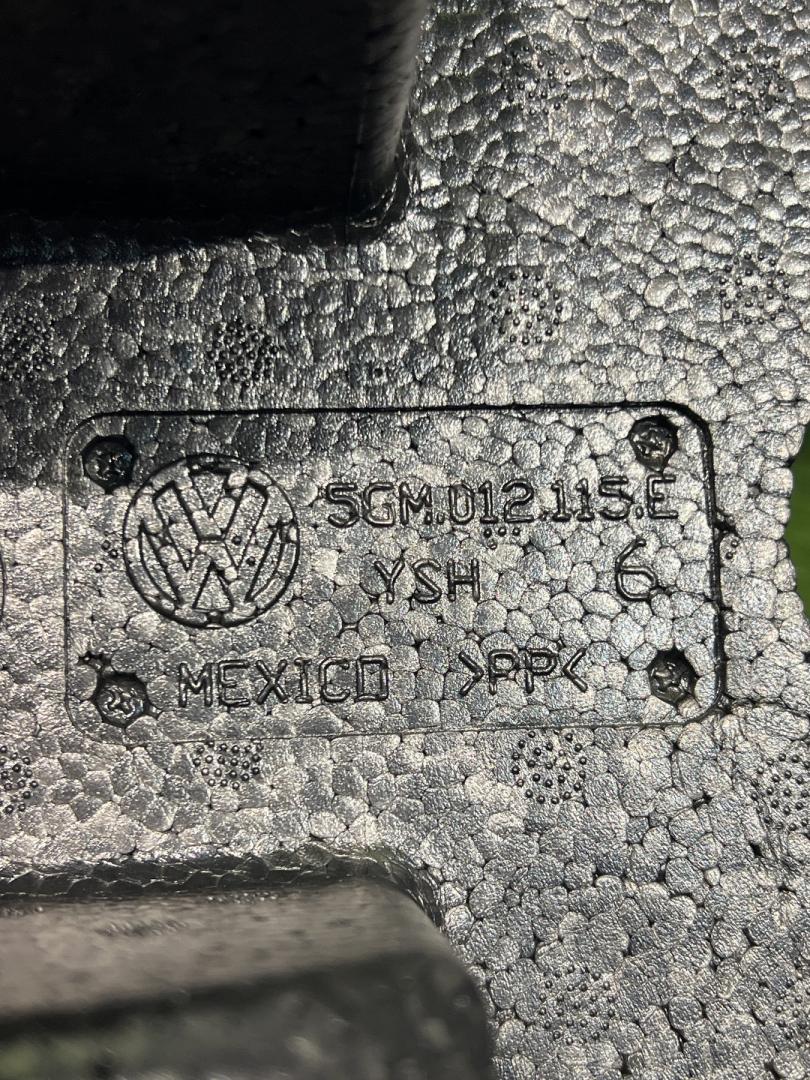 5GM.012.115.E
YSH 6
MEXICO >PP<